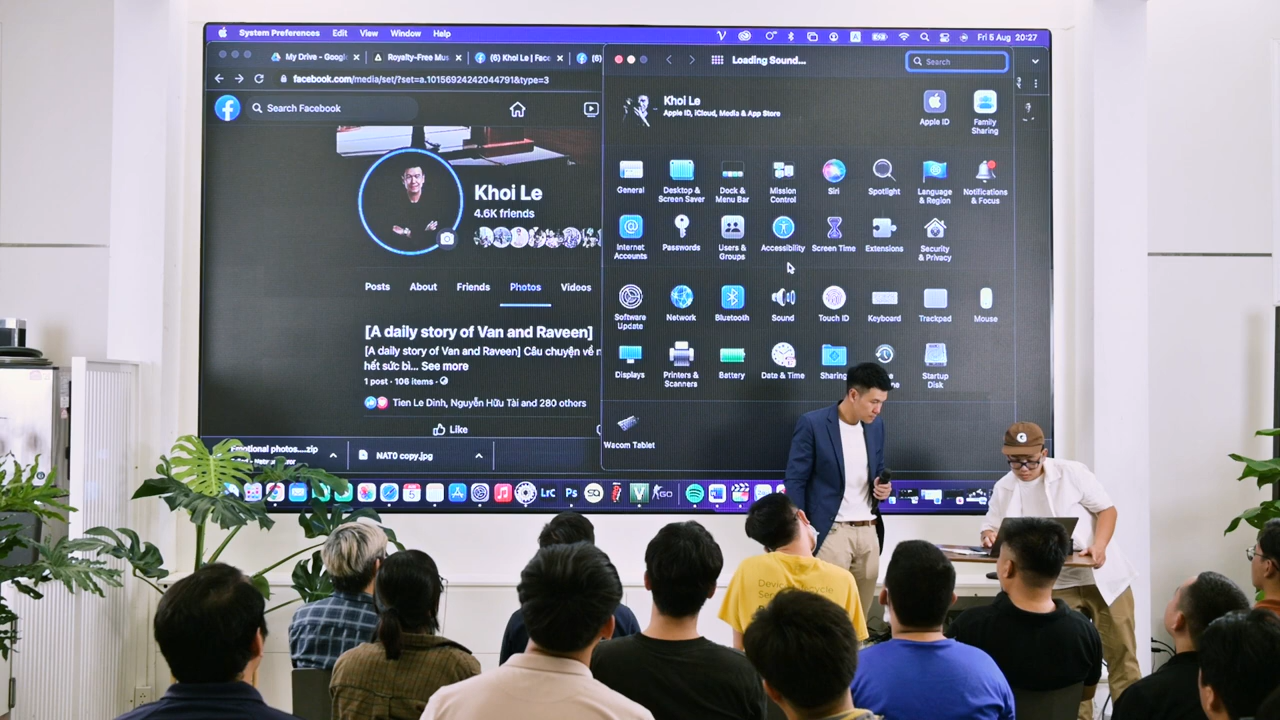 System Preferences Edit View Window Help
Fri 5 Aug 20:27
My Drive - Google
Royalty-Free Mus
(6) Khoi Le | Face
(6)
facebook.com/media/set/?set=a.10156924242044791&type=3
Search Facebook
Khoi Le
4.6K friends
Posts About Friends Photos Videos
[A daily story of Van and Raveen]
[A daily story of Van and Raveen] Câu chuyện về n
hết sức bì... See more
1 post · 106 items ·
Tien Le Dinh, Nguyễn Hữu Tài and 280 others
Like
Emotional photos....zip
NAT0 copy.jpg
Loading Sound...
Search
Khoi Le
Apple ID, iCloud, Media & App Store
Apple ID
Family
Sharing
General
Desktop &
Screen Saver
Dock &
Menu Bar
Mission
Control
Siri
Spotlight
Language
& Region
Notifications
& Focus
Internet
Accounts
Passwords
Users &
Groups
Accessibility
Screen Time
Extensions
Security
& Privacy
Software
Update
Network
Bluetooth
Sound
Touch ID
Keyboard
Trackpad
Mouse
Displays
Printers &
Scanners
Battery
Date & Time
Sharing
Startup
Disk
Wacom Tablet
LrC
Ps
GO